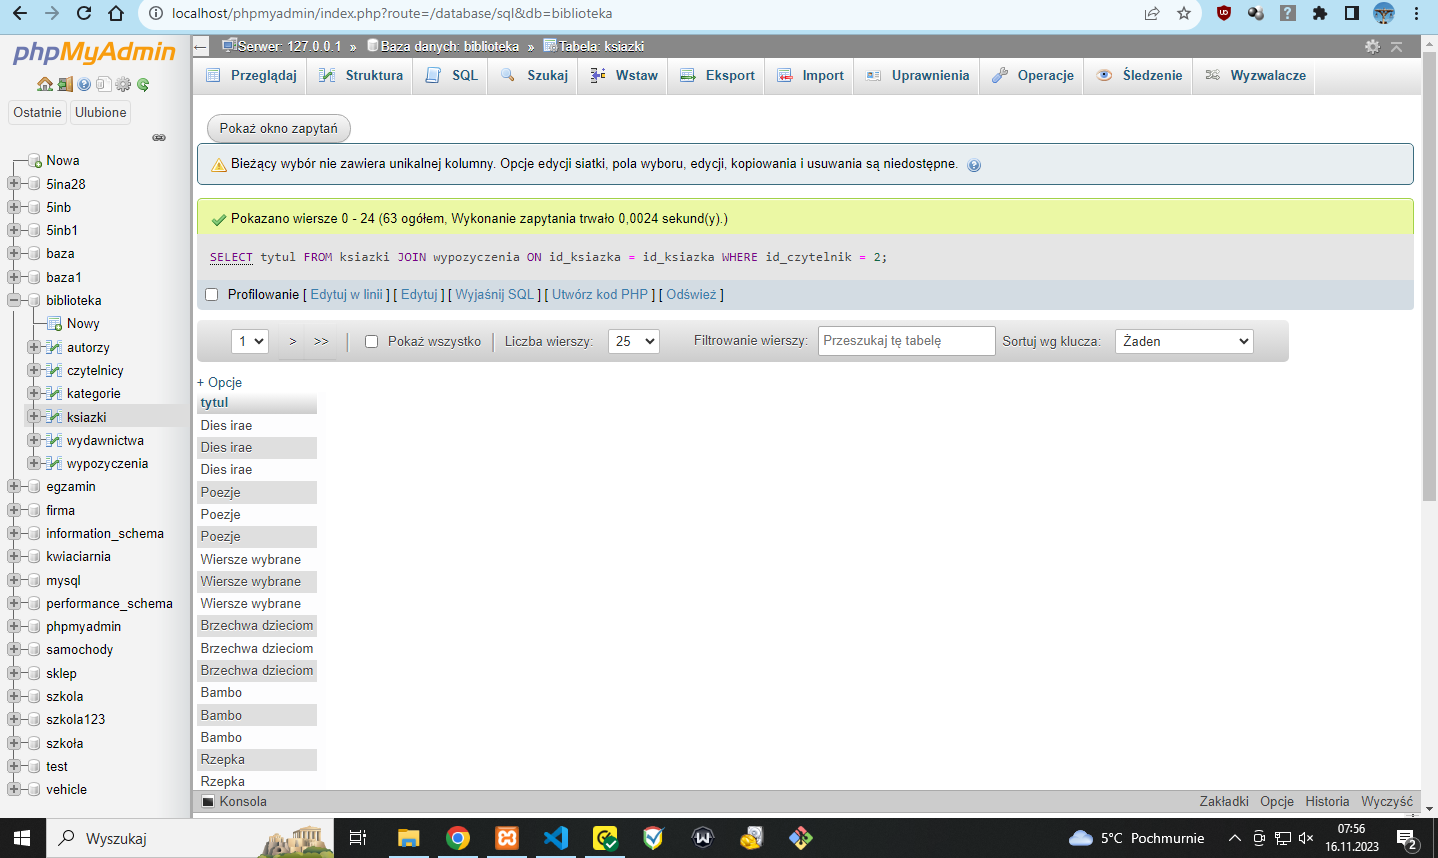 localhost/phpmyadmin/index.php?route=/database/sql&db=biblioteka
phpMyAdmin
Ostatnie Ulubione
Nowa
5ina28
5inb
5inb1
baza
baza1
biblioteka
Nowy
autorzy
czytelnicy
kategorie
ksiazki
wydawnictwa
wypozyczenia
egzamin
firma
information_schema
kwiaciarnia
mysql
performance_schema
phpmyadmin
samochody
sklep
szkola
szkola123
szkoła
test
vehicle
Serwer: 127.0.0.1 » Baza danych: biblioteka » Tabela: ksiazki
Przeglądaj Struktura SQL Szukaj Wstaw Eksport Import Uprawnienia Operacje Śledzenie Wyzwalacze
Pokaż okno zapytań
Bieżący wybór nie zawiera unikalnej kolumny. Opcje edycji siatki, pola wyboru, edycji, kopiowania i usuwania są niedostępne.
Pokazano wiersze 0 - 24 (63 ogółem, Wykonanie zapytania trwało 0,0024 sekund(y).)
SELECT tytul FROM ksiazki JOIN wypozyczenia ON id_ksiazka = id_ksiazka WHERE id_czytelnik = 2;
Profilowanie [ Edytuj w linii ] [ Edytuj ] [ Wyjaśnij SQL ] [ Utwórz kod PHP ] [ Odśwież ]
1 > >> Pokaż wszystko Liczba wierszy: 25 Filtrowanie wierszy: Przeszukaj tę tabelę Sortuj wg klucza: Żaden
+ Opcje
tytul
Dies irae
Dies irae
Dies irae
Poezje
Poezje
Poezje
Wiersze wybrane
Wiersze wybrane
Wiersze wybrane
Brzechwa dzieciom
Brzechwa dzieciom
Brzechwa dzieciom
Bambo
Bambo
Bambo
Rzepka
Rzepka
Konsola Zakładki Opcje Historia Wyczyść
Wyszukaj
5°C Pochmurnie
07:56
16.11.2023
2